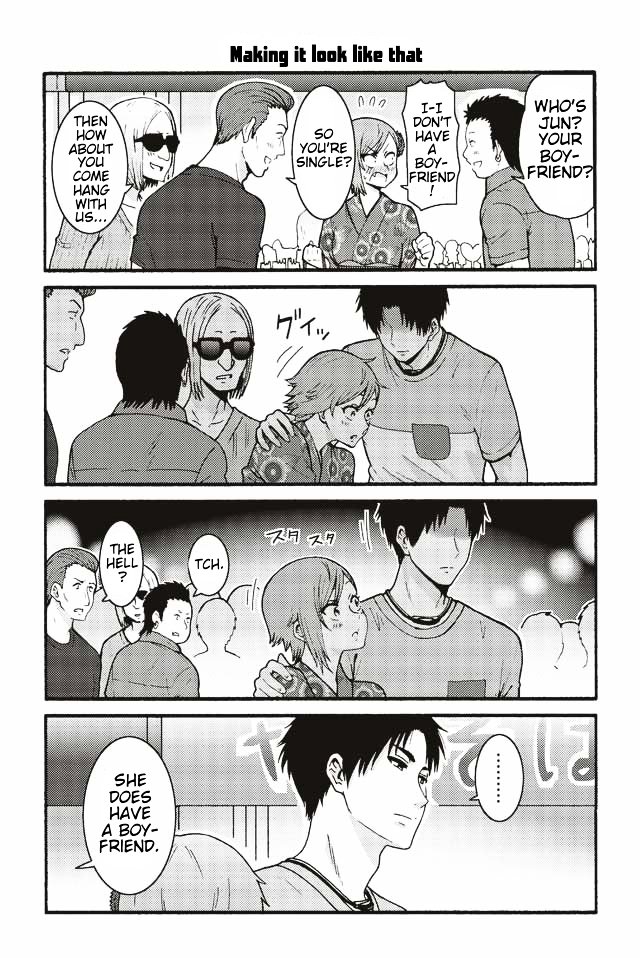 Making it look like that
WHO'S
JUN?
YOUR
BOY-
FRIEND?
I-I
DON'T
HAVE
A
BOY-
FRIEND
!
SO
YOU'RE
SINGLE?
THEN
HOW
ABOUT
YOU
COME
HANG
WITH
US...
グイッ
スタ スタ
TCH.
THE
HELL
?
.........
SHE
DOES
HAVE
A BOY-
FRIEND.
そば